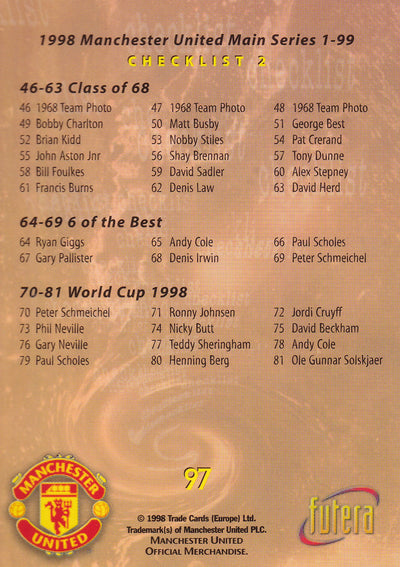 1998 Manchester United Main Series 1-99
CHECKLIST 2
46-63 Class of 68
46 1968 Team Photo 47 1968 Team Photo 48 1968 Team Photo
49 Bobby Charlton 50 Matt Busby 51 George Best
52 Brian Kidd 53 Nobby Stiles 54 Pat Crerand
55 John Aston Jnr 56 Shay Brennan 57 Tony Dunne
58 Bill Foulkes 59 David Sadler 60 Alex Stepney
61 Francis Burns 62 Denis Law 63 David Herd
64-69 6 of the Best
64 Ryan Giggs 65 Andy Cole 66 Paul Scholes
67 Gary Pallister 68 Denis Irwin 69 Peter Schmeichel
70-81 World Cup 1998
70 Peter Schmeichel 71 Ronny Johnsen 72 Jordi Cruyff
73 Phil Neville 74 Nicky Butt 75 David Beckham
76 Gary Neville 77 Teddy Sheringham 78 Andy Cole
79 Paul Scholes 80 Henning Berg 81 Ole Gunnar Solskjaer
97
MANCHESTER
UNITED
futera
© 1998 Trade Cards (Europe) Ltd.
Trademark(s) of Manchester United PLC.
MANCHESTER UNITED
OFFICIAL MERCHANDISE.